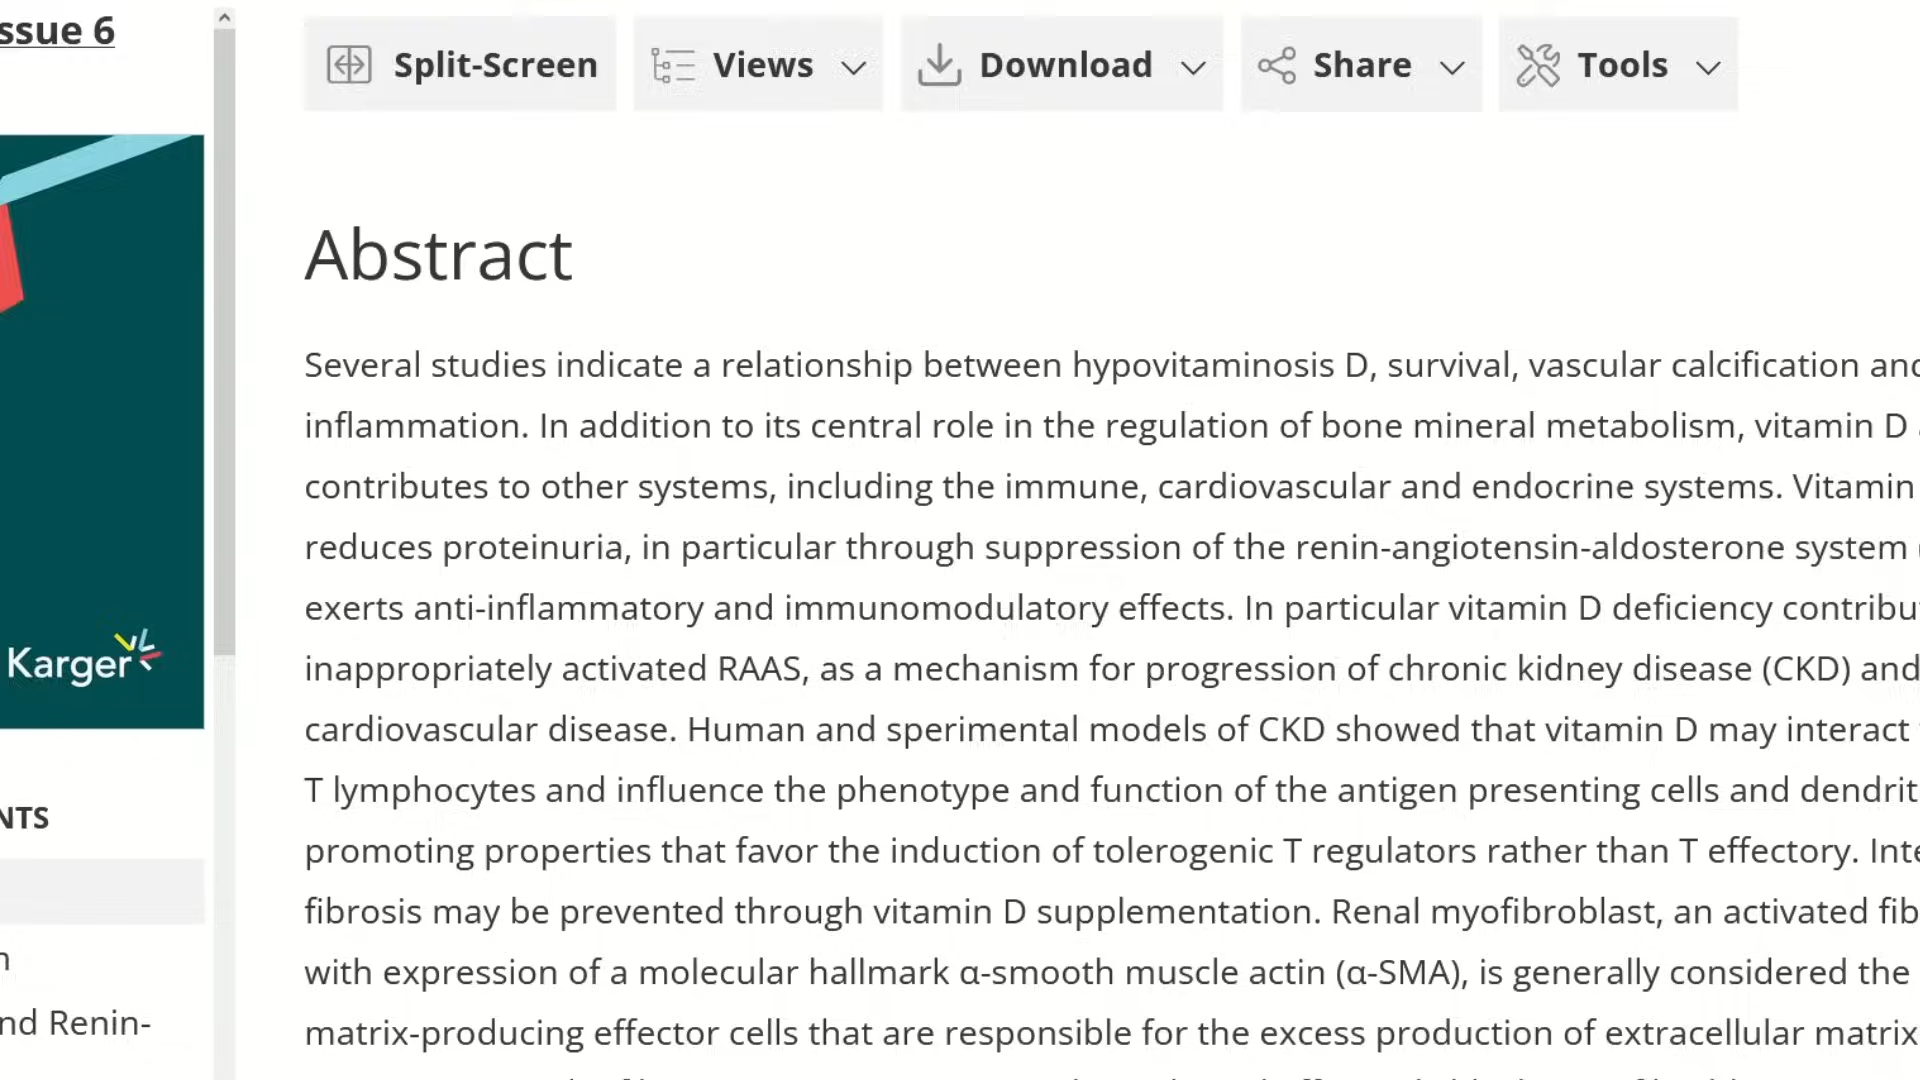 ssue 6
Split-Screen
Views
Download
Share
Tools
Karger
NTS
nd Renin-
Abstract
Several studies indicate a relationship between hypovitaminosis D, survival, vascular calcification and
inflammation. In addition to its central role in the regulation of bone mineral metabolism, vitamin D
contributes to other systems, including the immune, cardiovascular and endocrine systems. Vitamin
reduces proteinuria, in particular through suppression of the renin-angiotensin-aldosterone system
exerts anti-inflammatory and immunomodulatory effects. In particular vitamin D deficiency contribu
inappropriately activated RAAS, as a mechanism for progression of chronic kidney disease (CKD) and
cardiovascular disease. Human and sperimental models of CKD showed that vitamin D may interact
T lymphocytes and influence the phenotype and function of the antigen presenting cells and dendrit
promoting properties that favor the induction of tolerogenic T regulators rather than T effectory. Inte
fibrosis may be prevented through vitamin D supplementation. Renal myofibroblast, an activated fib
with expression of a molecular hallmark α-smooth muscle actin (α-SMA), is generally considered the
matrix-producing effector cells that are responsible for the excess production of extracellular matrix